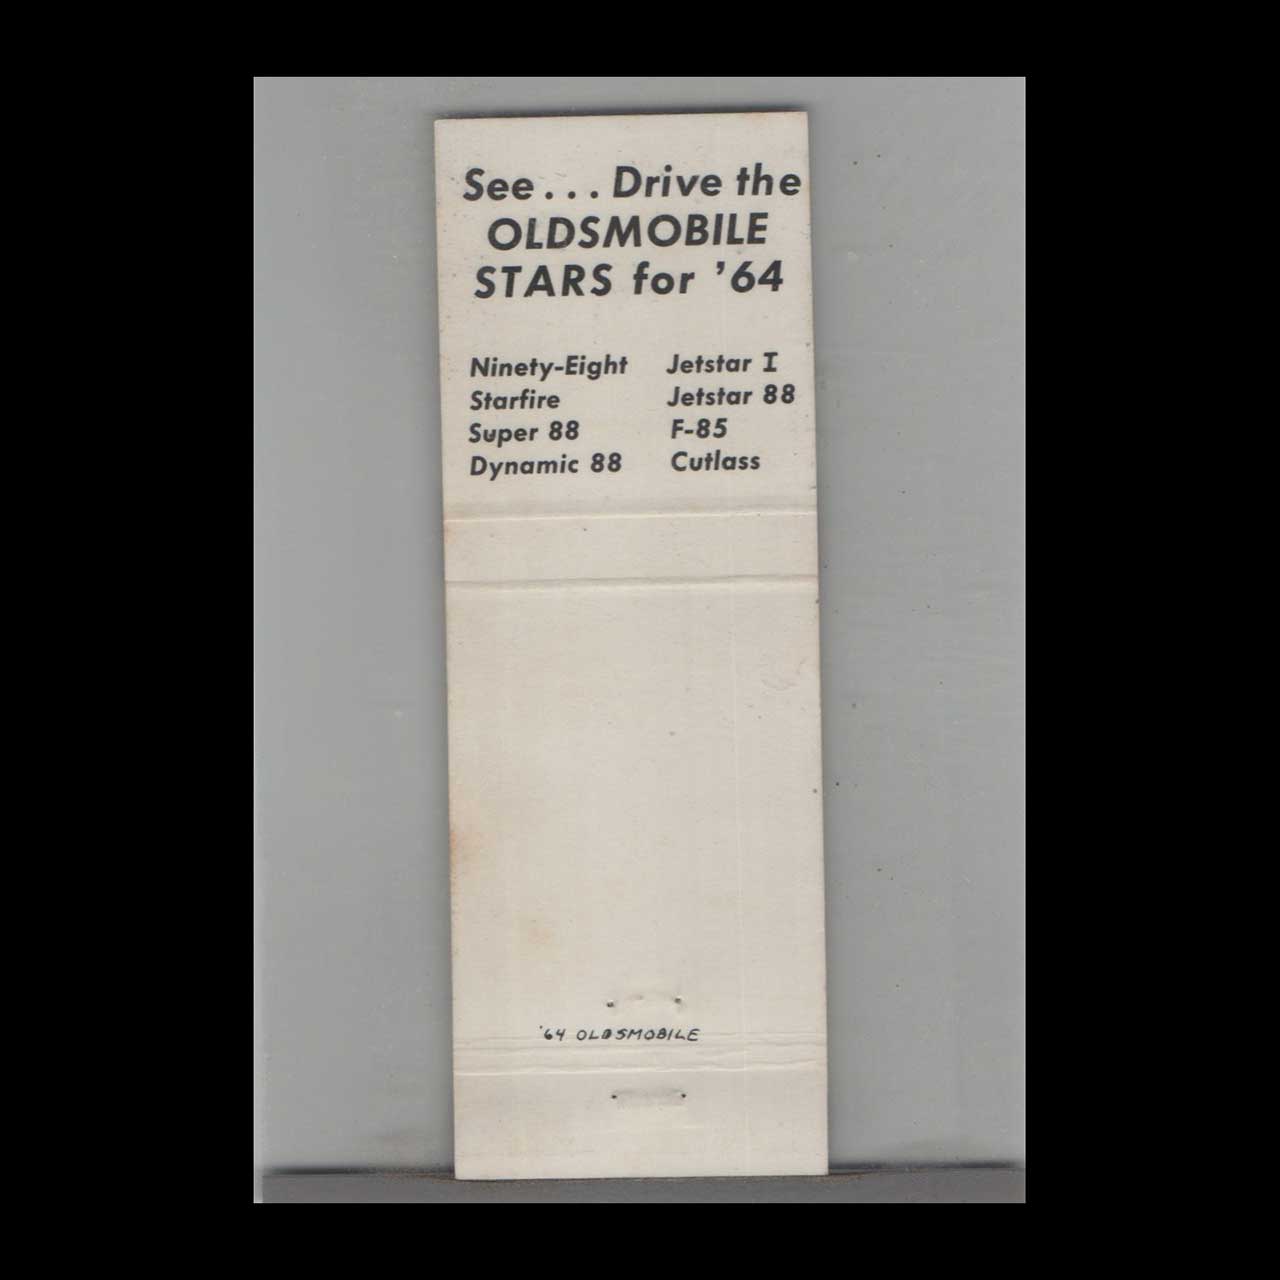 See... Drive the
OLDSMOBILE
STARS for '64
Ninety-Eight
Starfire
Super 88
Dynamic 88
Jetstar I
Jetstar 88
F-85
Cutlass
'64 OLDSMOBILE